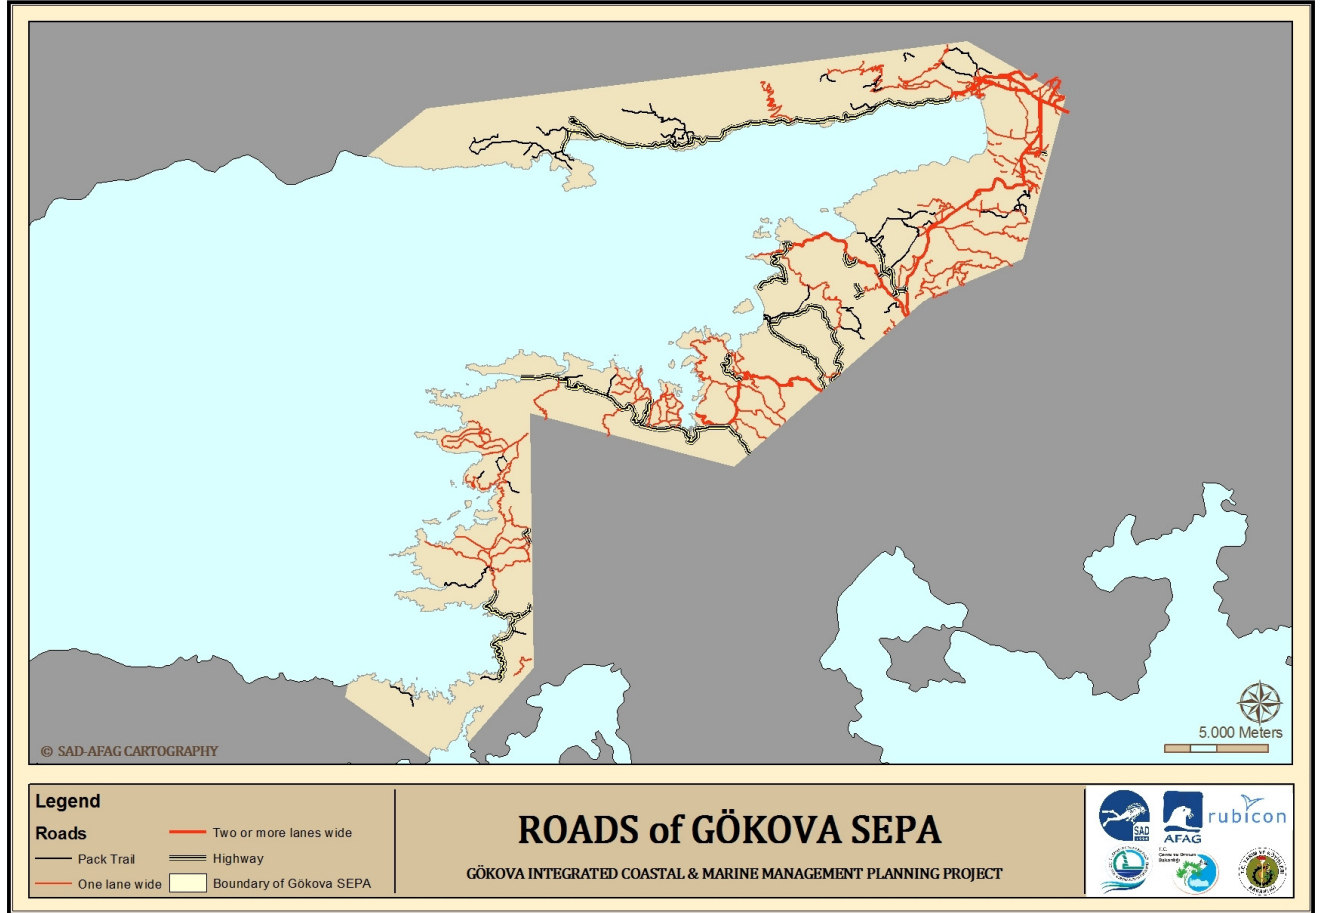 5.000 Meters
© SAD-AFAG CARTOGRAPHY
Legend
Roads
Pack Trail
One lane wide
Two or more lanes wide
Highway
Boundary of Gökova SEPA
ROADS of GÖKOVA SEPA
GÖKOVA INTEGRATED COASTAL & MARINE MANAGEMENT PLANNING PROJECT
SAD
AFAG
rubicon
T.C.